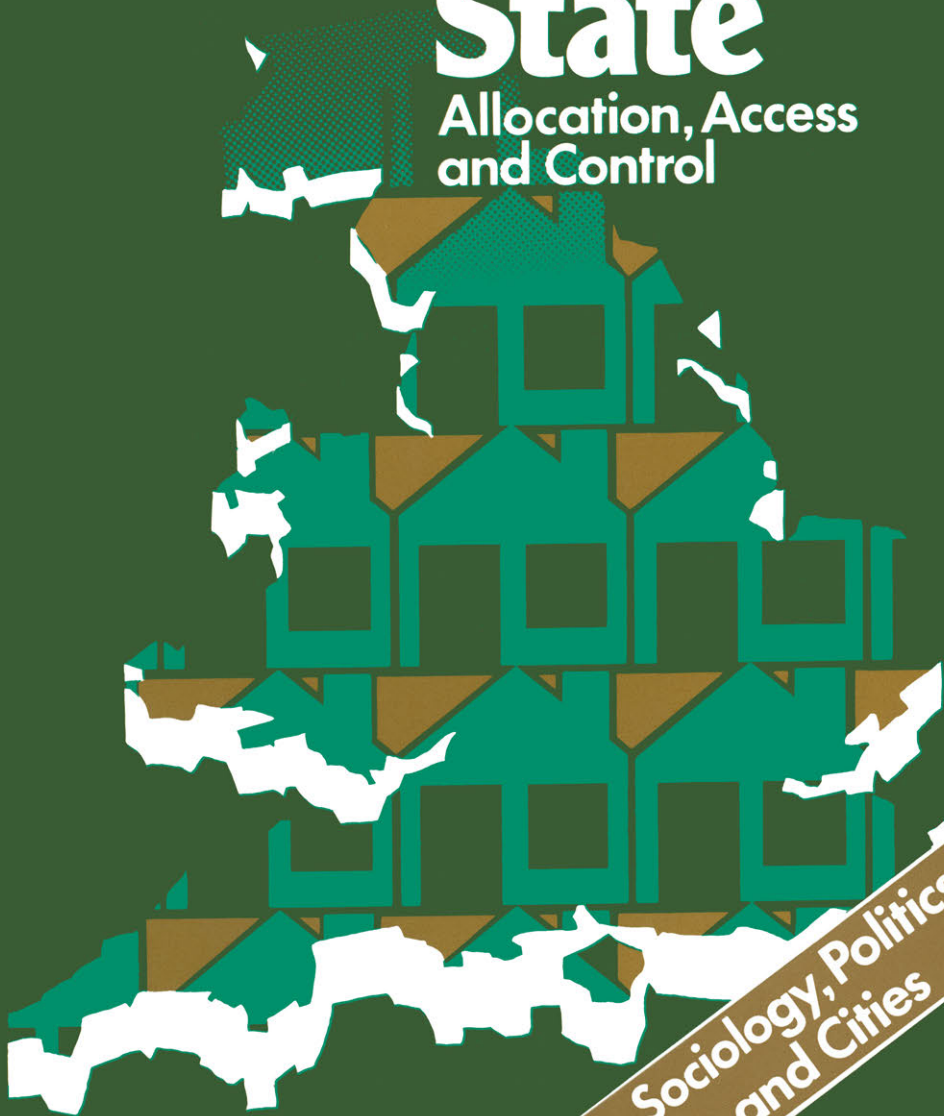 State
Allocation, Access
and Control
Sociology, Politics
and Cities